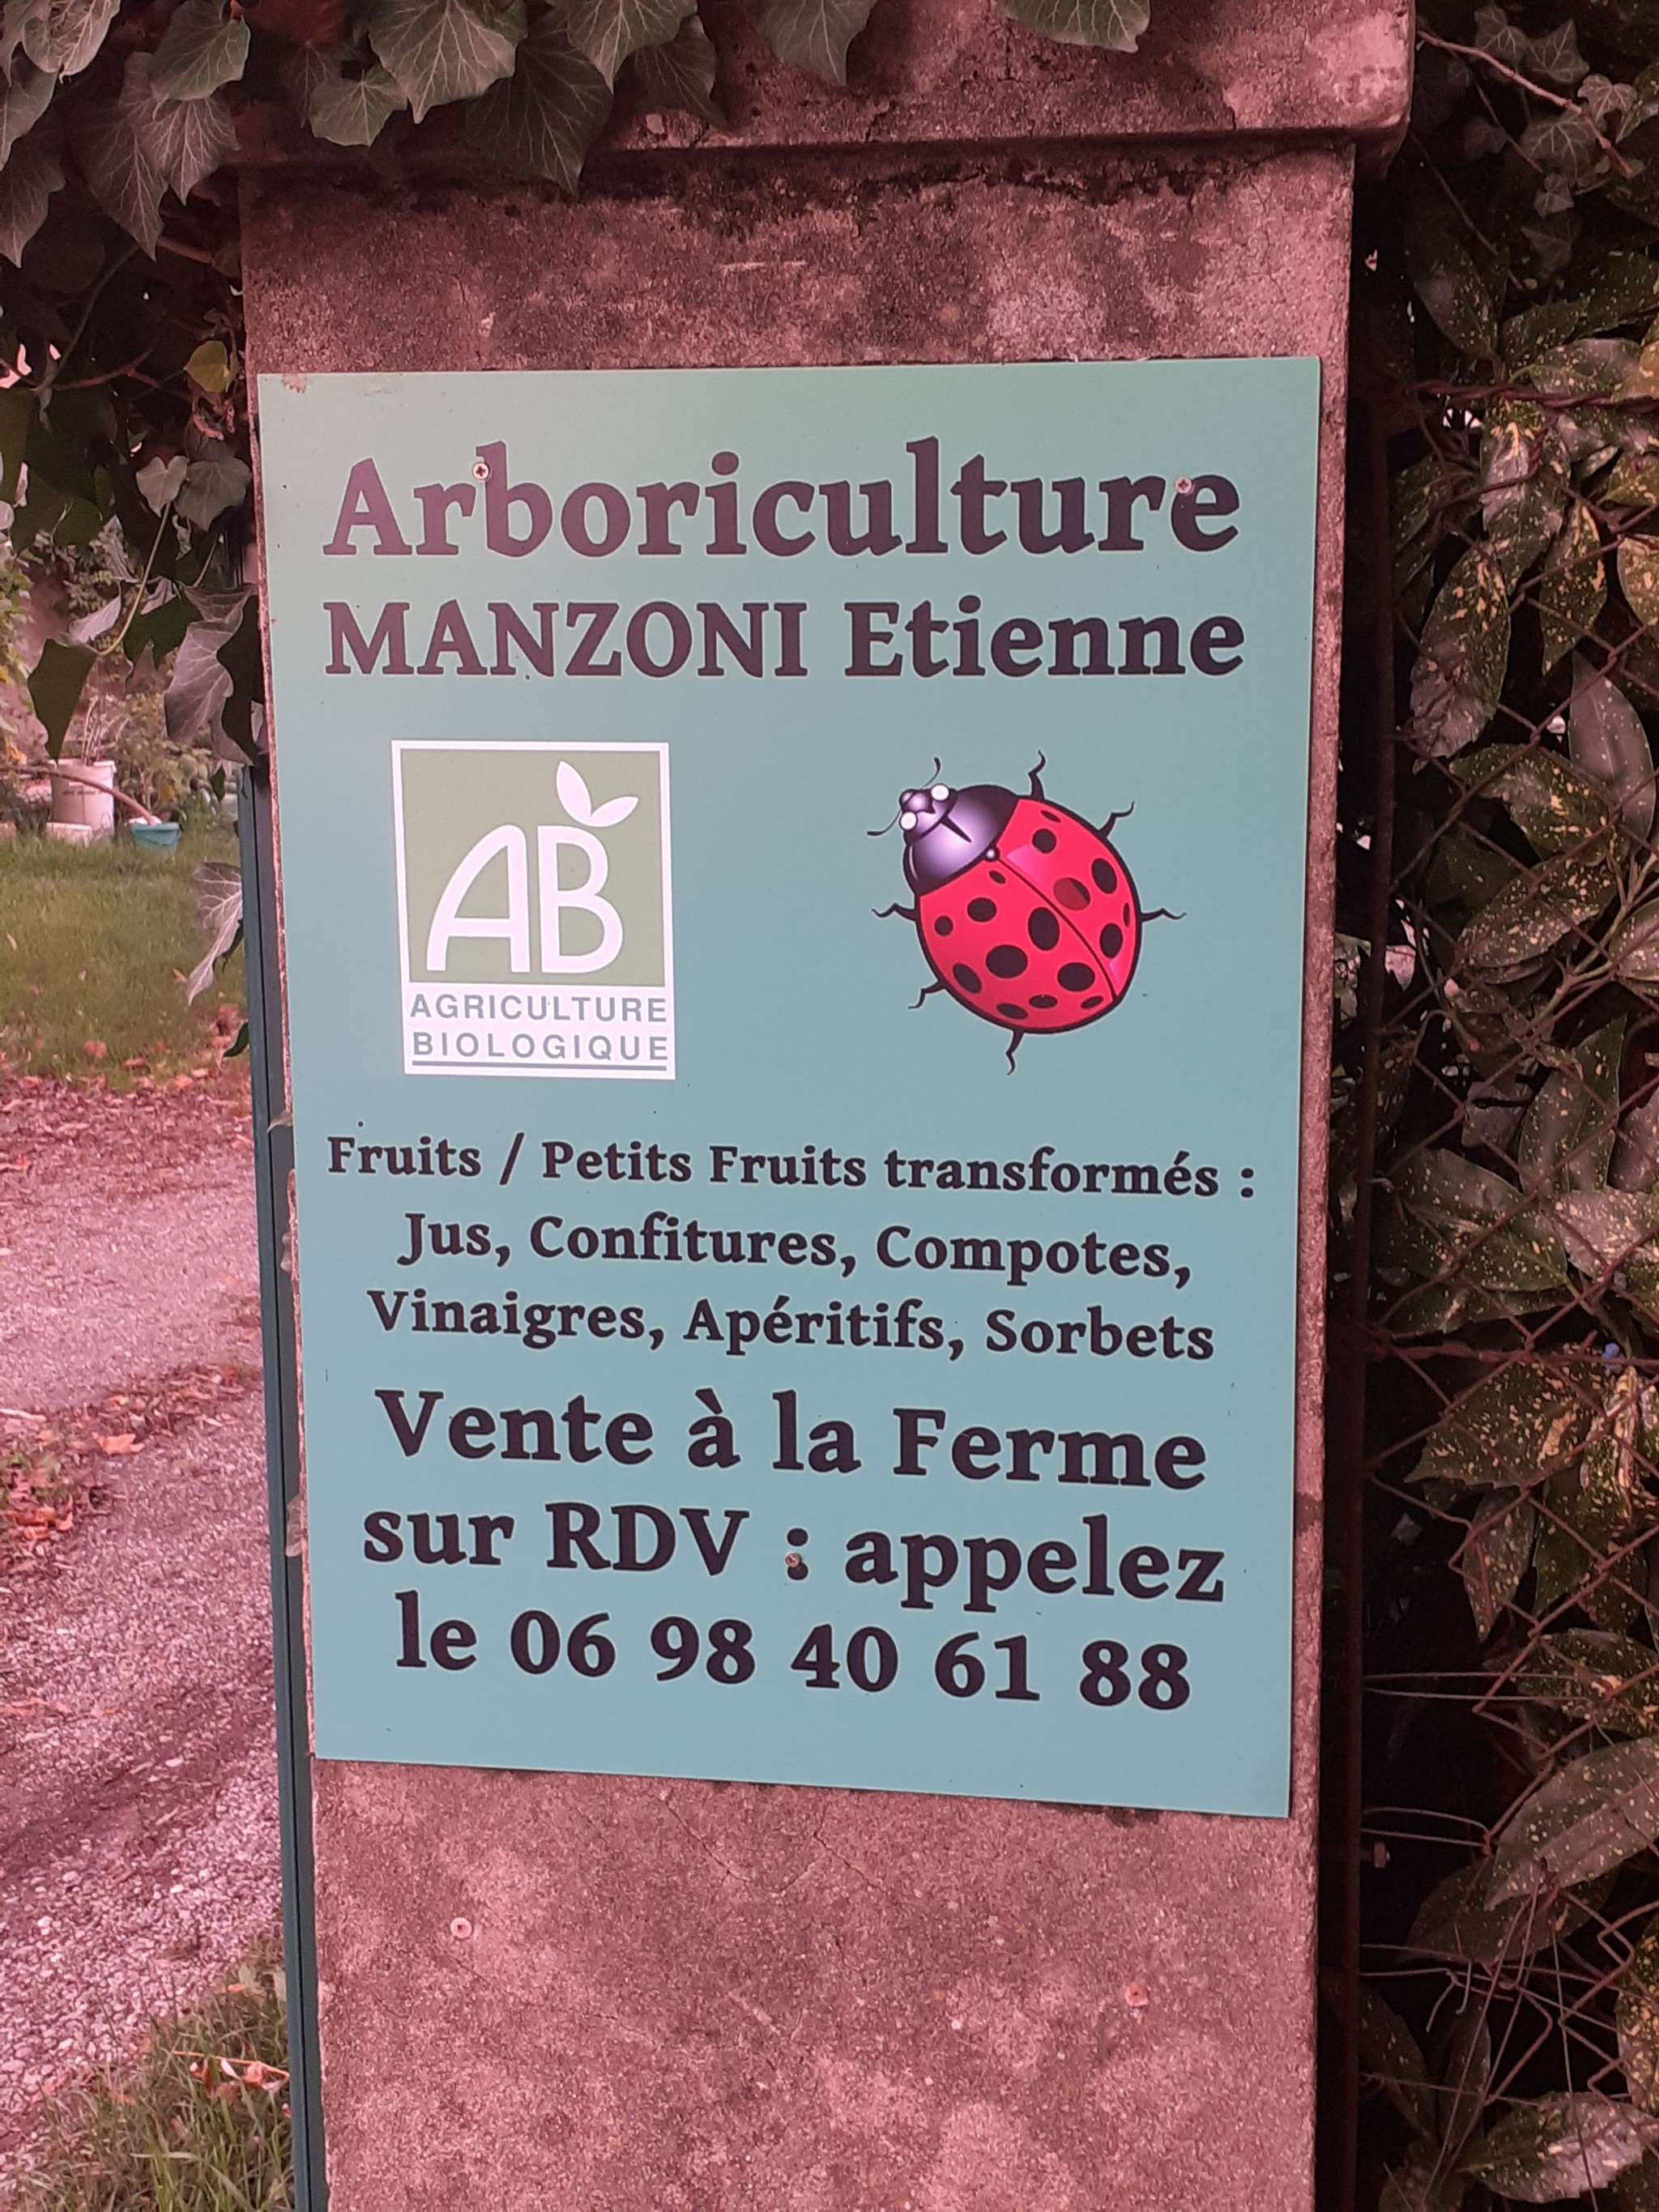 Arboriculture
MANZONI Etienne
AB
AGRICULTURE
BIOLOGIQUE
Fruits / Petits Fruits transformés :
Jus, Confitures, Compotes,
Vinaigres, Apéritifs, Sorbets
Vente à la Ferme
sur RDV : appelez
le 06 98 40 61 88